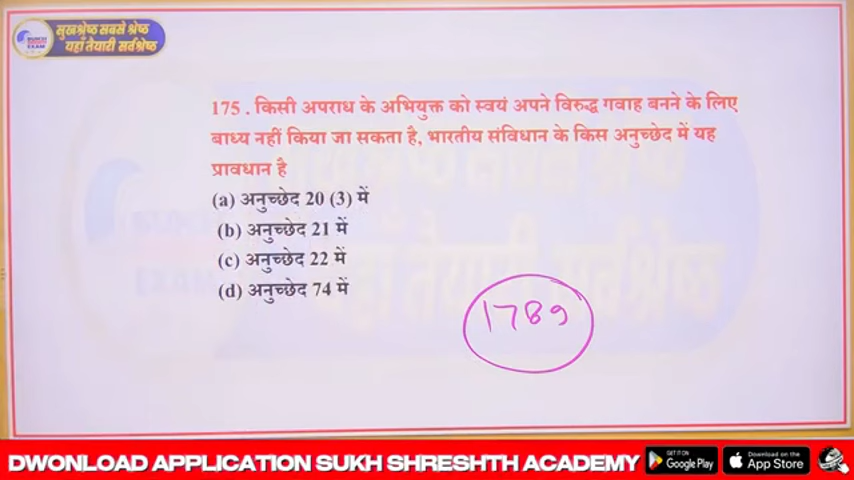 सुखश्रेष्ठ सबसे श्रेष्ठ
यहाँ तैयारी सर्वश्रेष्ठ
175 . किसी अपराध के अभियुक्त को स्वयं अपने विरुद्ध गवाह बनने के लिए
बाध्य नहीं किया जा सकता है, भारतीय संविधान के किस अनुच्छेद में यह
प्रावधान है
(a) अनुच्छेद 20 (3) में
(b) अनुच्छेद 21 में
(c) अनुच्छेद 22 में
(d) अनुच्छेद 74 में
1789
DWONLOAD APPLICATION SUKH SHRESHTH ACADEMY
GET IT ON
Google Play
Download on the
App Store